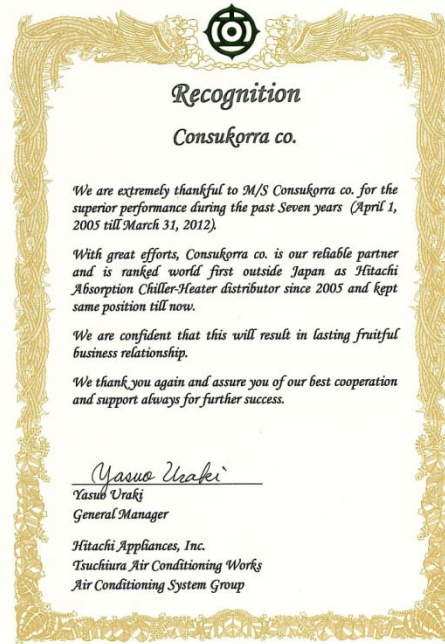 Recognition
Consukorra co.
We are extremely thankful to M/S Consukorra co. for the
superior performance during the past Seven years (April 1,
2005 till March 31, 2012).
With great efforts, Consukorra co. is our reliable partner
and is ranked world first outside Japan as Hitachi
Absorption Chiller-Heater distributor since 2005 and kept
same position till now.
We are confident that this will result in lasting fruitful
business relationship.
We thank you again and assure you of our best cooperation
and support always for further success.
Yasuo Uraki
Yasuo Uraki
General Manager
Hitachi Appliances, Inc.
Tsuchiura Air Conditioning Works
Air Conditioning System Group